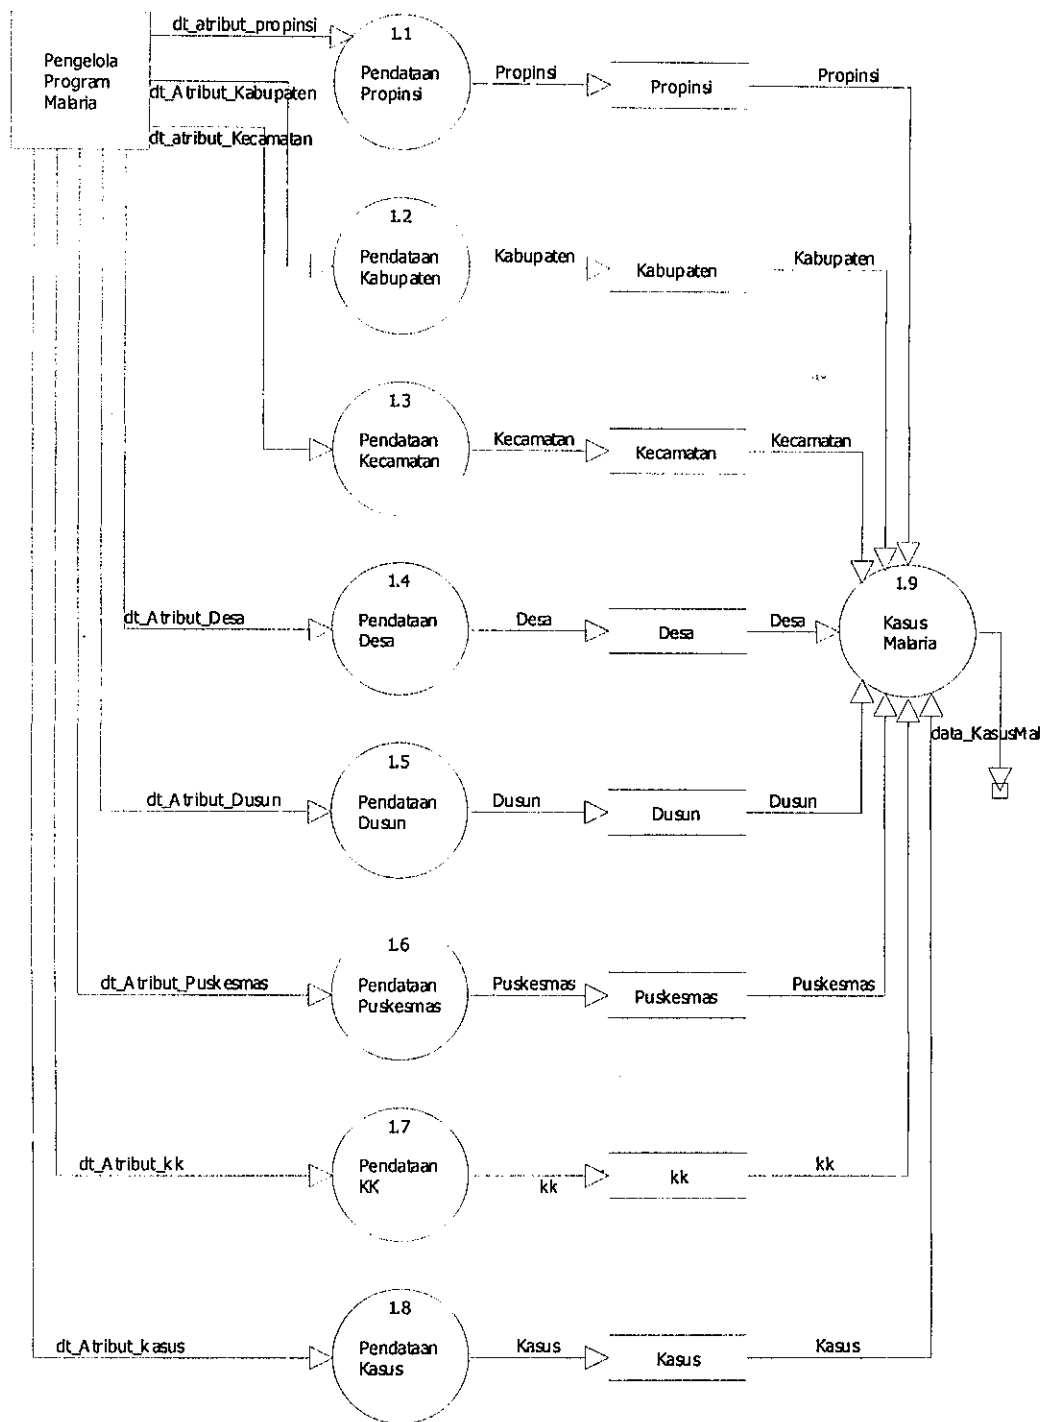 Pengelola
Program
Malaria
dt_atribut_propinsi
dt_Atribut_Kabupaten
dt_atribut_Kecamatan
1.1
Pendataan
Propinsi
Propinsi
Propinsi
Propinsi
1.2
Pendataan
Kabupaten
Kabupaten
Kabupaten
Kabupaten
1.3
Pendataan
Kecamatan
Kecamatan
Kecamatan
Kecamatan
dt_Atribut_Desa
1.4
Pendataan
Desa
Desa
Desa
Desa
1.9
Kasus
Malaria
data_KasusMal
dt_Atribut_Dusun
1.5
Pendataan
Dusun
Dusun
Dusun
Dusun
dt_Atribut_Puskesmas
1.6
Pendataan
Puskesmas
Puskesmas
Puskesmas
Puskesmas
dt_Atribut_kk
1.7
Pendataan
KK
kk
kk
kk
dt_Atribut_kasus
1.8
Pendataan
Kasus
Kasus
Kasus
Kasus